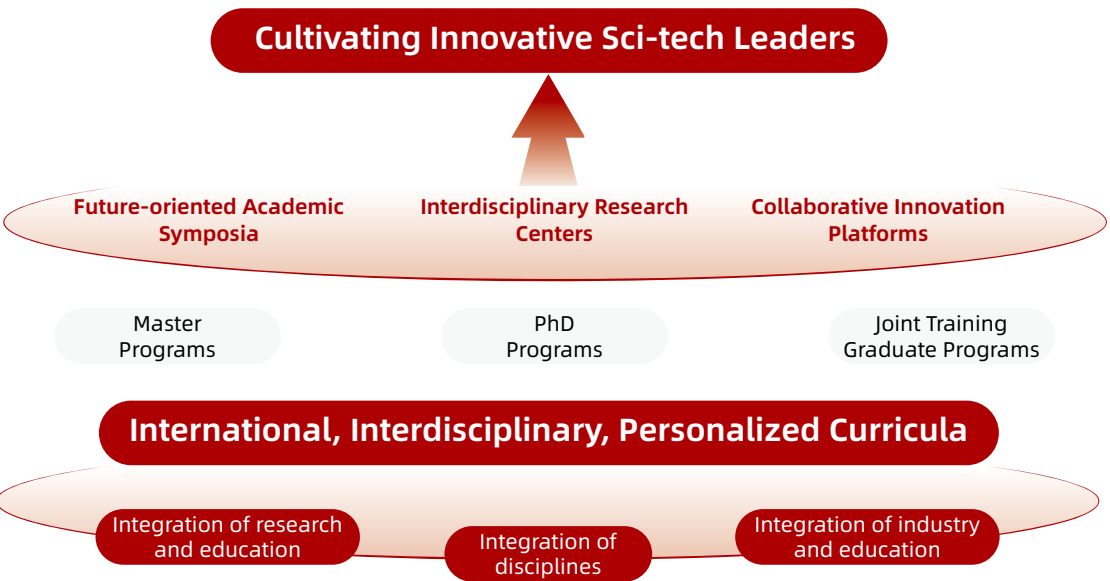 Cultivating Innovative Sci-tech Leaders
Future-oriented Academic
Symposia
Interdisciplinary Research
Centers
Collaborative Innovation
Platforms
Master
Programs
PhD
Programs
Joint Training
Graduate Programs
International, Interdisciplinary, Personalized Curricula
Integration of research
and education
Integration of
disciplines
Integration of industry
and education